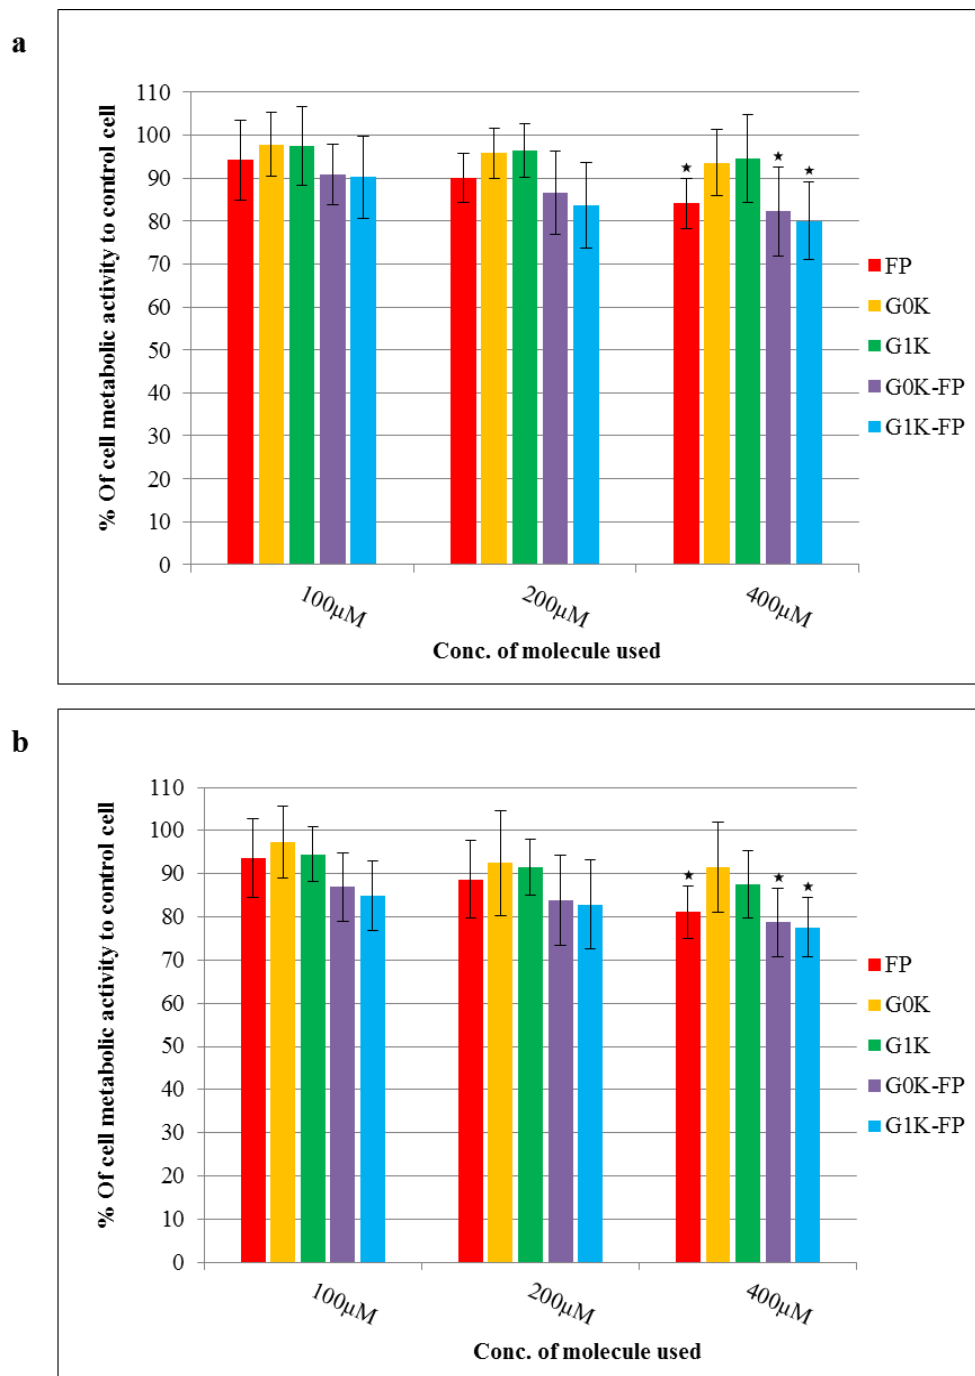 a
% Of cell metabolic activity to control cell
110
100
90
80
70
60
50
40
30
20
10
0
100µM
200µM
400µM
Conc. of molecule used
★
★
★
FP
G0K
G1K
G0K-FP
G1K-FP
b
% Of cell metabolic activity to control cell
110
100
90
80
70
60
50
40
30
20
10
0
100µM
200µM
400µM
Conc. of molecule used
★
★
★
FP
G0K
G1K
G0K-FP
G1K-FP